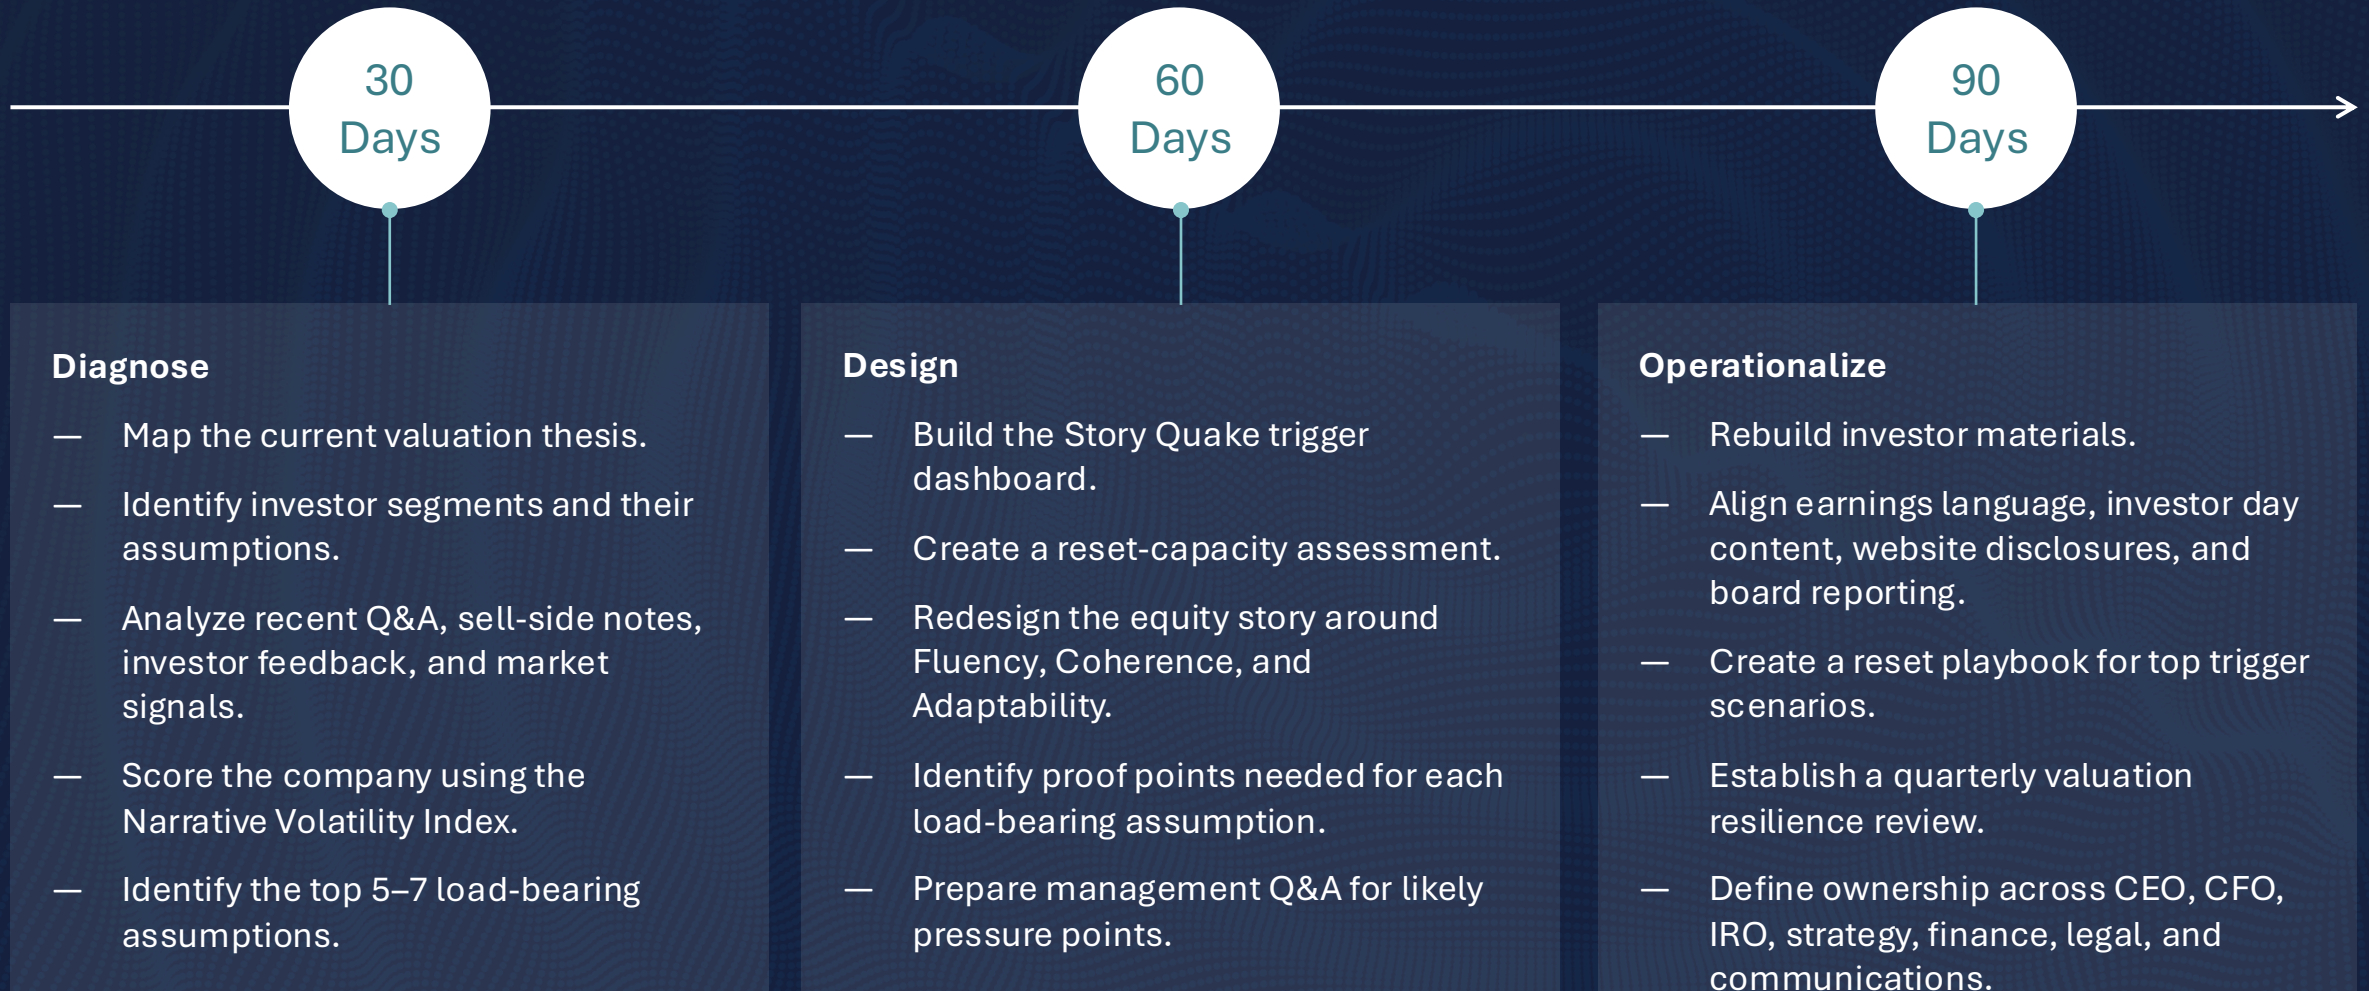 30
Days
60
Days
90
Days
Diagnose
— Map the current valuation thesis.
— Identify investor segments and their
assumptions.
— Analyze recent Q&A, sell-side notes,
investor feedback, and market
signals.
— Score the company using the
Narrative Volatility Index.
— Identify the top 5–7 load-bearing
assumptions.
Design
— Build the Story Quake trigger
dashboard.
— Create a reset-capacity assessment.
— Redesign the equity story around
Fluency, Coherence, and
Adaptability.
— Identify proof points needed for each
load-bearing assumption.
— Prepare management Q&A for likely
pressure points.
Operationalize
— Rebuild investor materials.
— Align earnings language, investor day
content, website disclosures, and
board reporting.
— Create a reset playbook for top trigger
scenarios.
— Establish a quarterly valuation
resilience review.
— Define ownership across CEO, CFO,
IRO, strategy, finance, legal, and
communications.